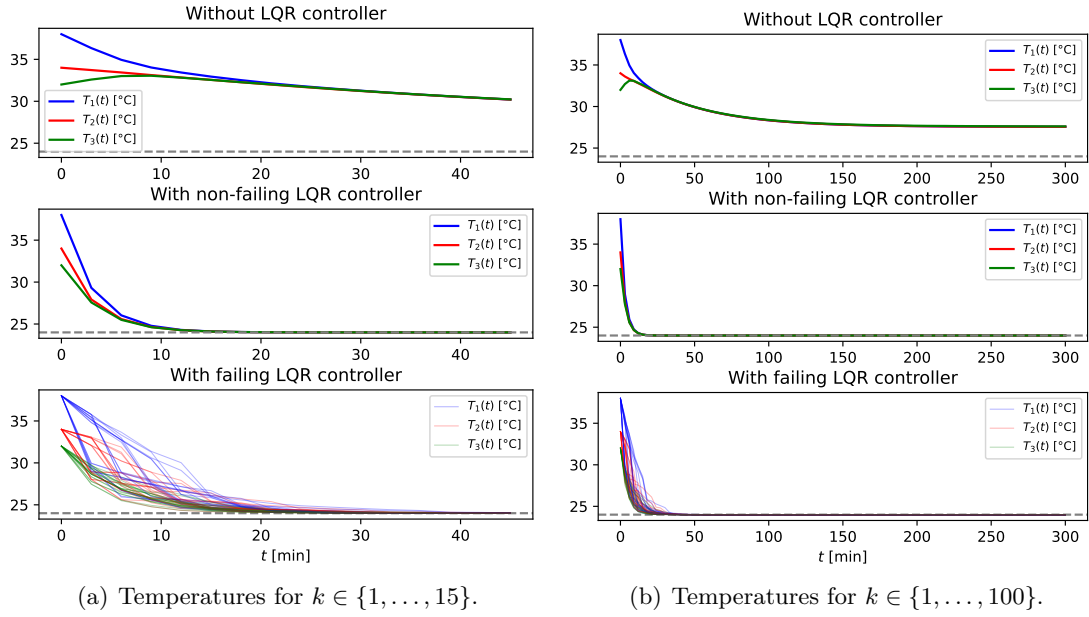 Without LQR controller
35
30
25
T₁(t) [°C]
T₂(t) [°C]
T₃(t) [°C]
0 10 20 30 40
With non-failing LQR controller
35
30
25
T₁(t) [°C]
T₂(t) [°C]
T₃(t) [°C]
0 10 20 30 40
With failing LQR controller
35
30
25
T₁(t) [°C]
T₂(t) [°C]
T₃(t) [°C]
0 10 20 30 40
t [min]
(a) Temperatures for k ∈ {1, . . . , 15}.
Without LQR controller
35
30
25
T₁(t) [°C]
T₂(t) [°C]
T₃(t) [°C]
0 50 100 150 200 250 300
With non-failing LQR controller
35
30
25
T₁(t) [°C]
T₂(t) [°C]
T₃(t) [°C]
0 50 100 150 200 250 300
With failing LQR controller
35
30
25
T₁(t) [°C]
T₂(t) [°C]
T₃(t) [°C]
0 50 100 150 200 250 300
t [min]
(b) Temperatures for k ∈ {1, . . . , 100}.